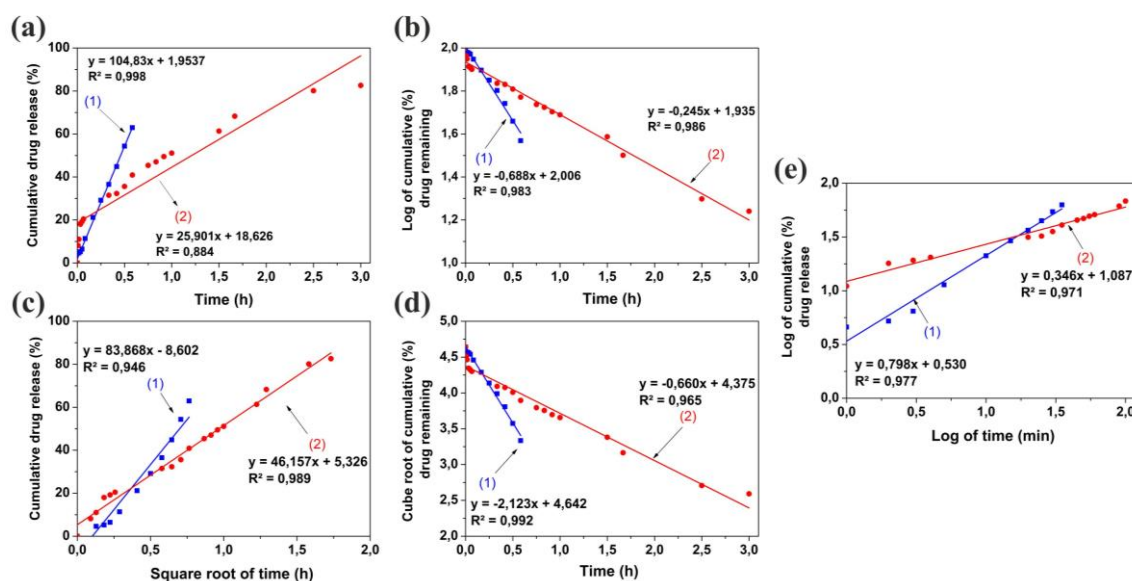 (a)
Cumulative drug release (%)
100
80
60
40
20
0
y = 104,83x + 1,9537
R² = 0,998
(1)
(2)
y = 25,901x + 18,626
R² = 0,884
0,0 0,5 1,0 1,5 2,0 2,5 3,0
Time (h)
(b)
Log of cumulative (%)
drug remaining
2,0
1,8
1,6
1,4
1,2
1,0
y = -0,245x + 1,935
R² = 0,986
(1)
(2)
y = -0,688x + 2,006
R² = 0,983
0,0 0,5 1,0 1,5 2,0 2,5 3,0
Time (h)
(c)
Cumulative drug release (%)
100
80
60
40
20
0
y = 83,868x - 8,602
R² = 0,946
(1)
(2)
y = 46,157x + 5,326
R² = 0,989
0,0 0,5 1,0 1,5 2,0
Square root of time (h)
(d)
Cube root of cumulative (%)
drug remaining
5,0
4,5
4,0
3,5
3,0
2,5
2,0
y = -0,660x + 4,375
R² = 0,965
(2)
(1)
y = -2,123x + 4,642
R² = 0,992
0,0 0,5 1,0 1,5 2,0 2,5 3,0
Time (h)
(e)
Log of cumulative (%)
drug release
2,0
1,5
1,0
0,5
0,0
(2)
y = 0,346x + 1,087
R² = 0,971
(1)
y = 0,798x + 0,530
R² = 0,977
0,0 0,5 1,0 1,5 2,0
Log of time (min)